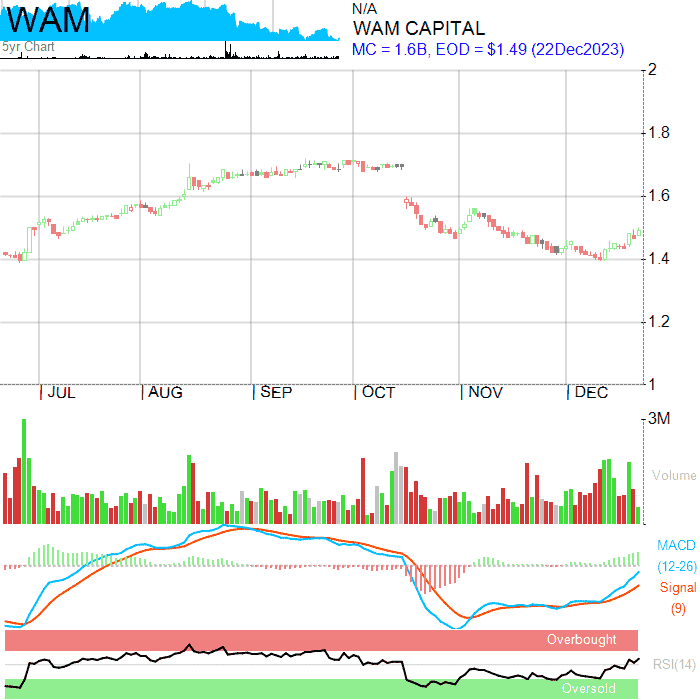 WAM
5yr Chart
N/A
WAM CAPITAL
MC = 1.6B, EOD = $1.49 (22Dec2023)
2
1.8
1.6
1.4
1.2
1
JUL AUG SEP OCT NOV DEC
3M
Volume
MACD
(12-26)
Signal
(9)
Overbought
RSI(14)
Oversold